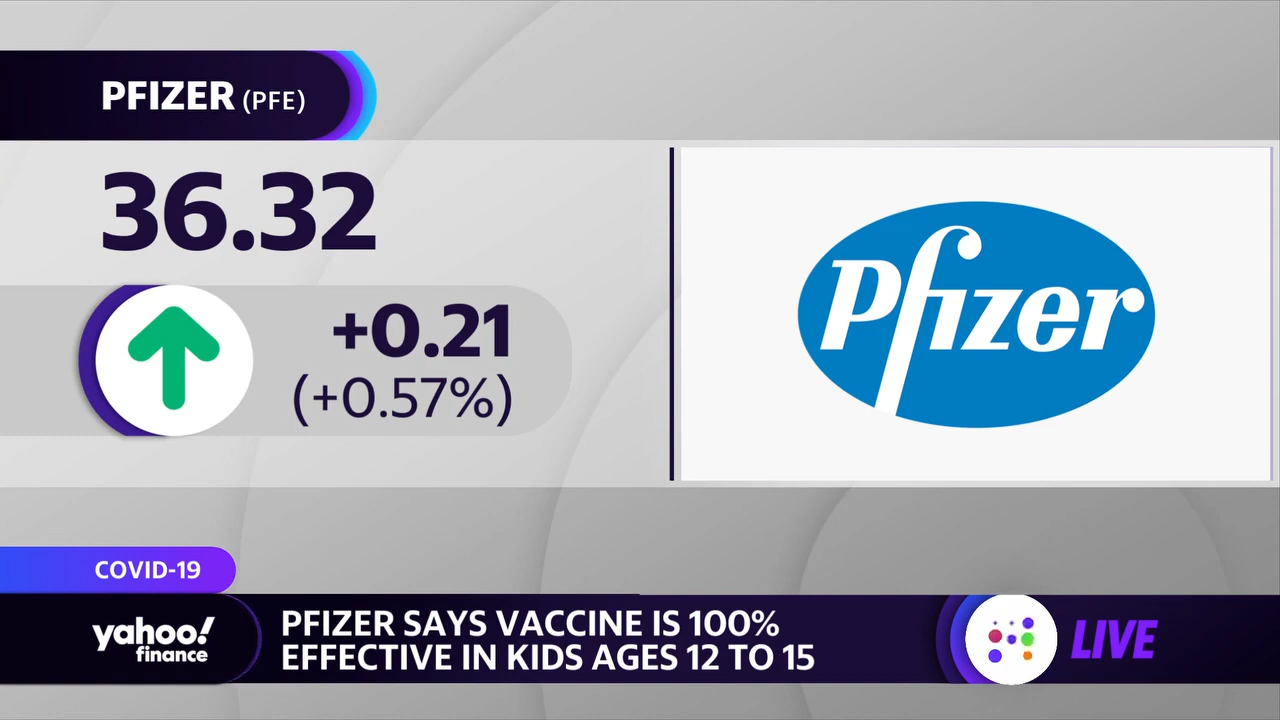 PFIZER (PFE)
36.32
+0.21
(+0.57%)
Pfizer
COVID-19
yahoo!
finance
PFIZER SAYS VACCINE IS 100%
EFFECTIVE IN KIDS AGES 12 TO 15
LIVE